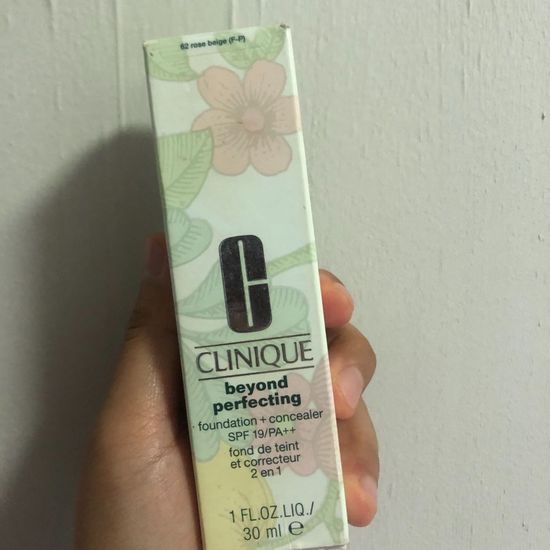 62 rose beige (F-P)
C
CLINIQUE
beyond
perfecting
foundation + concealer
SPF 19/PA++
fond de teint
et correcteur
2 en 1
1 FL.OZ.LIQ./
30 ml e